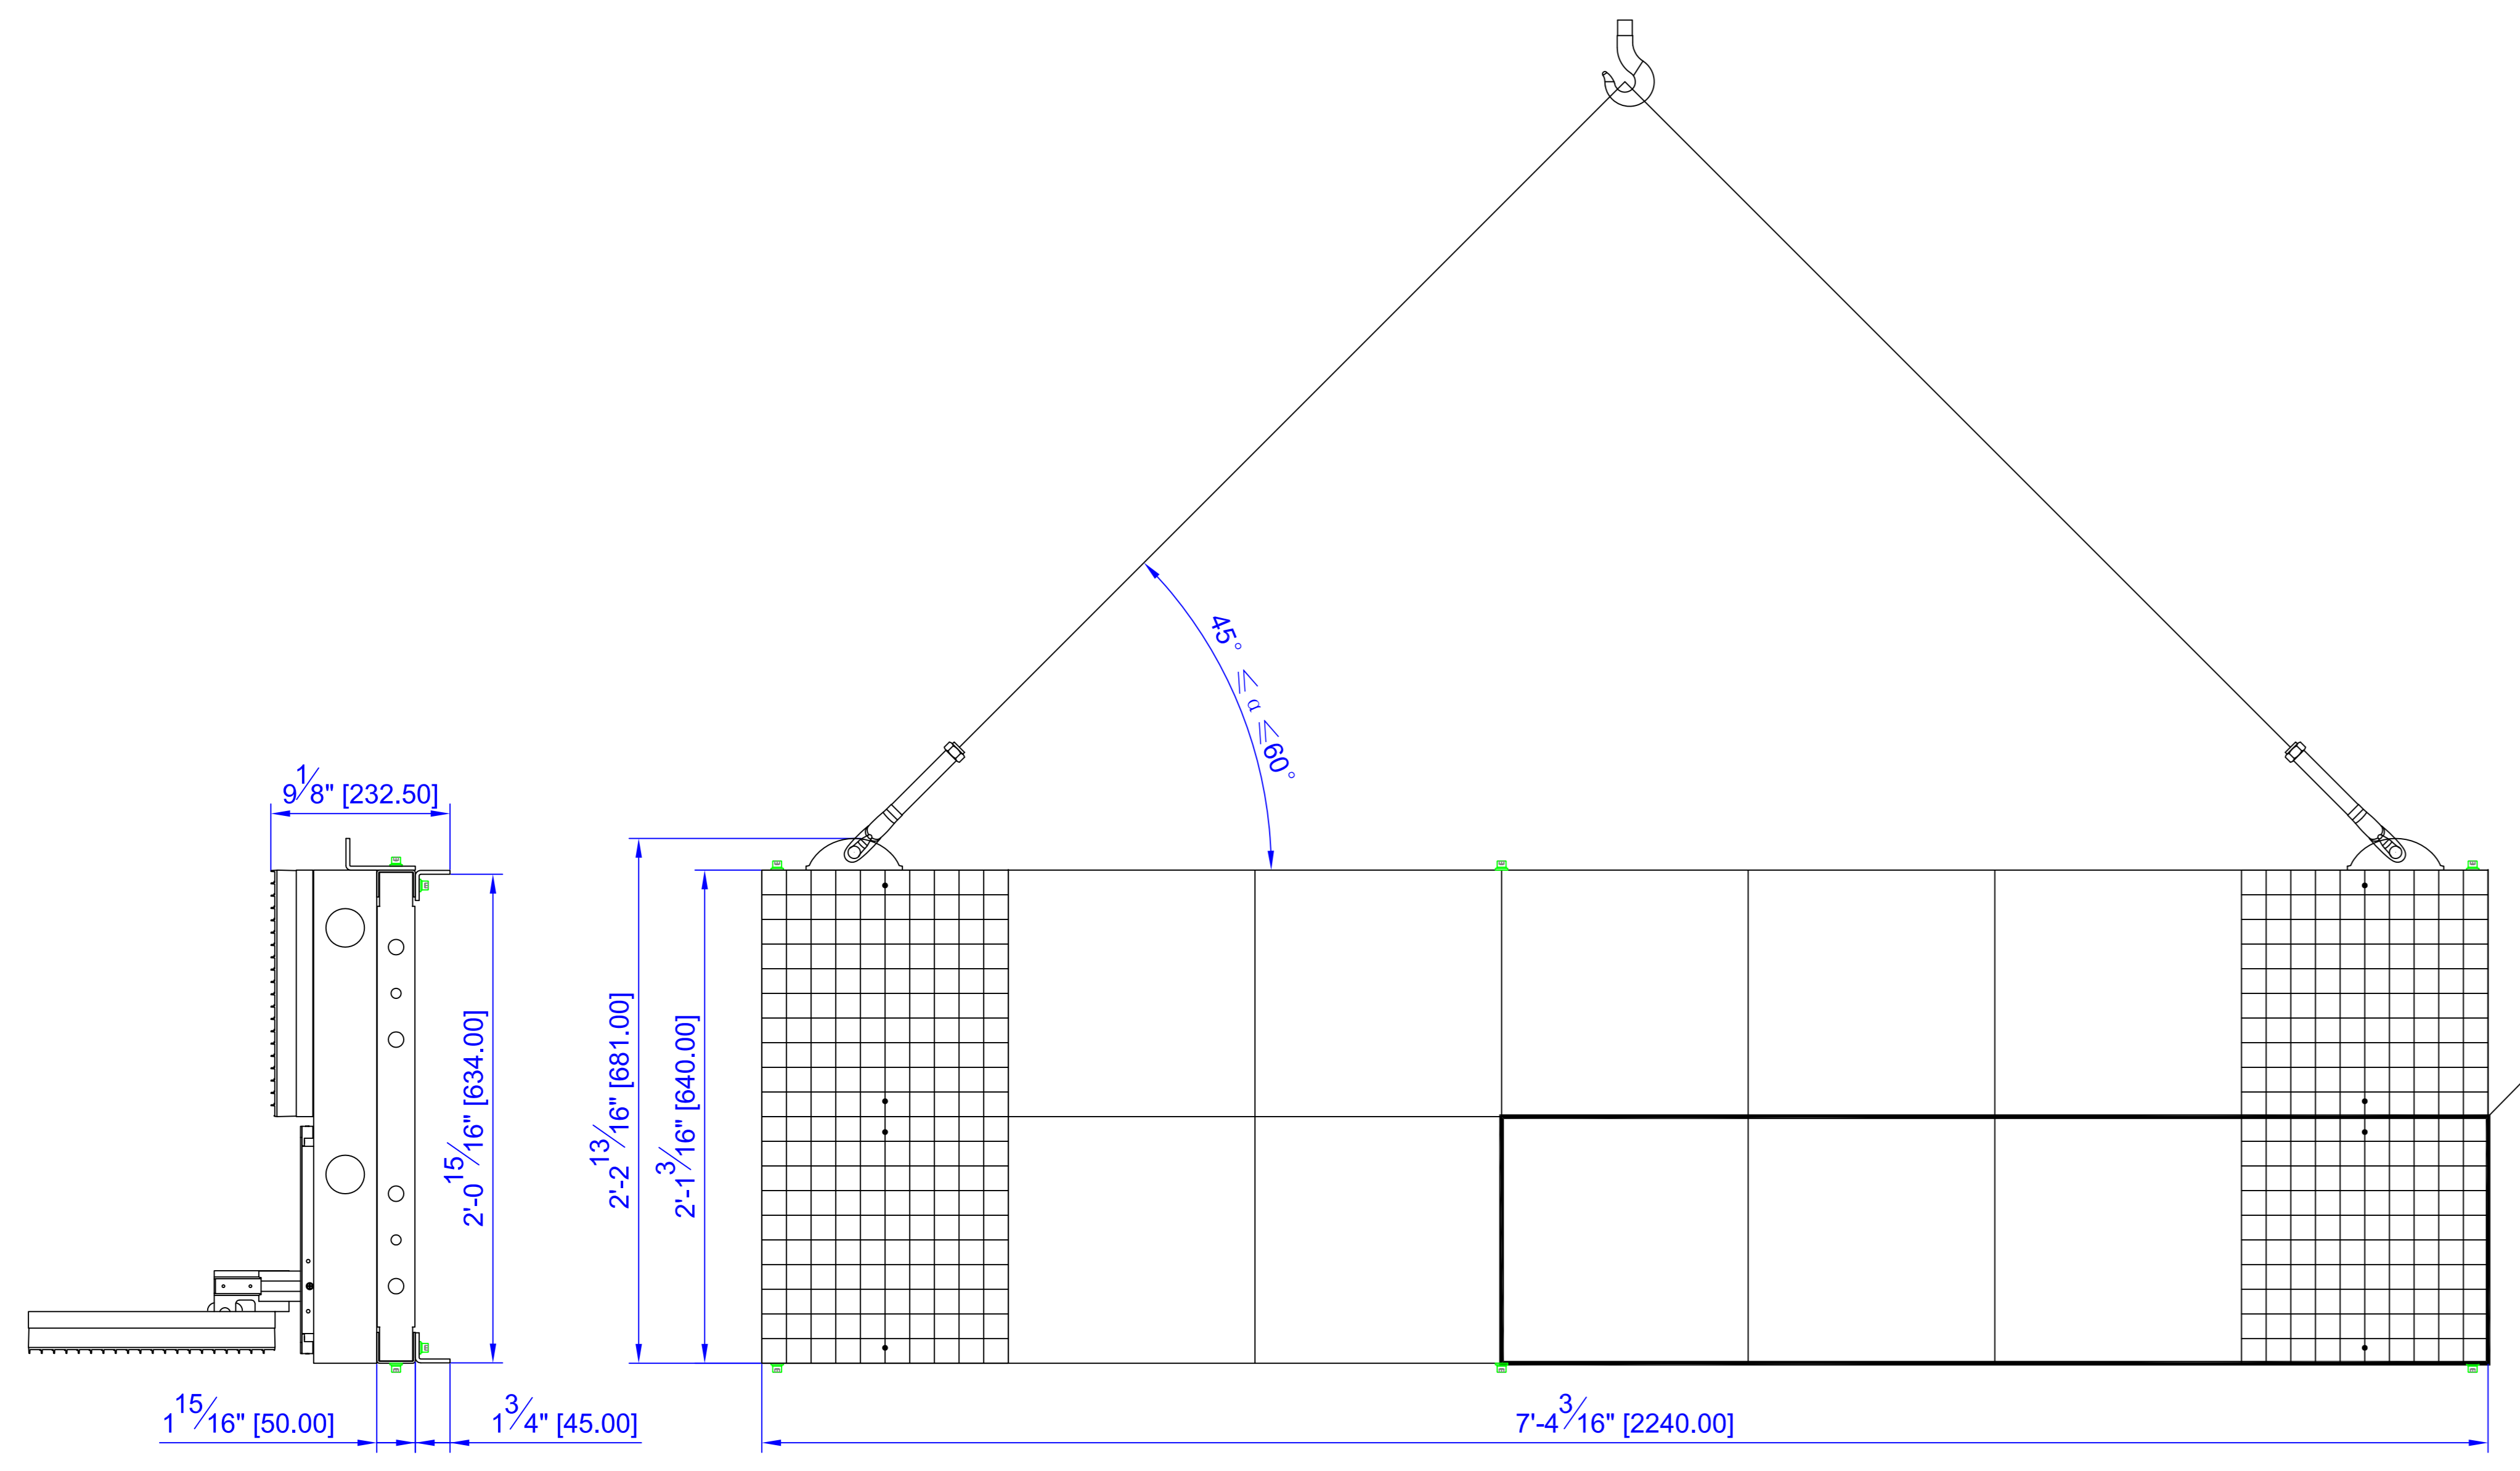 45° ≤ α ≤60°
9 1/8" [232.50]
2'-0 15/16" [634.00]
2'-2 13/16" [681.00]
2'-1 3/16" [640.00]
1 15/16" [50.00]
1 3/4" [45.00]
7'-4 3/16" [2240.00]